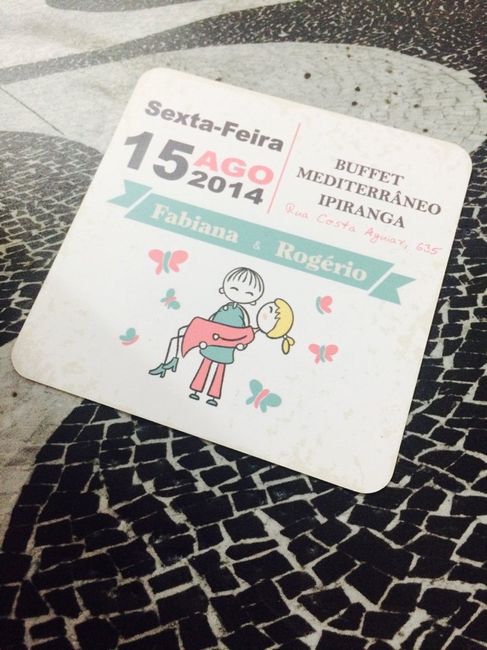 Sexta-Feira
15 AGO
2014
BUFFET
MEDITERRÂNEO
IPIRANGA
Rua Costa Aguiar, 635
Fabiana & Rogério